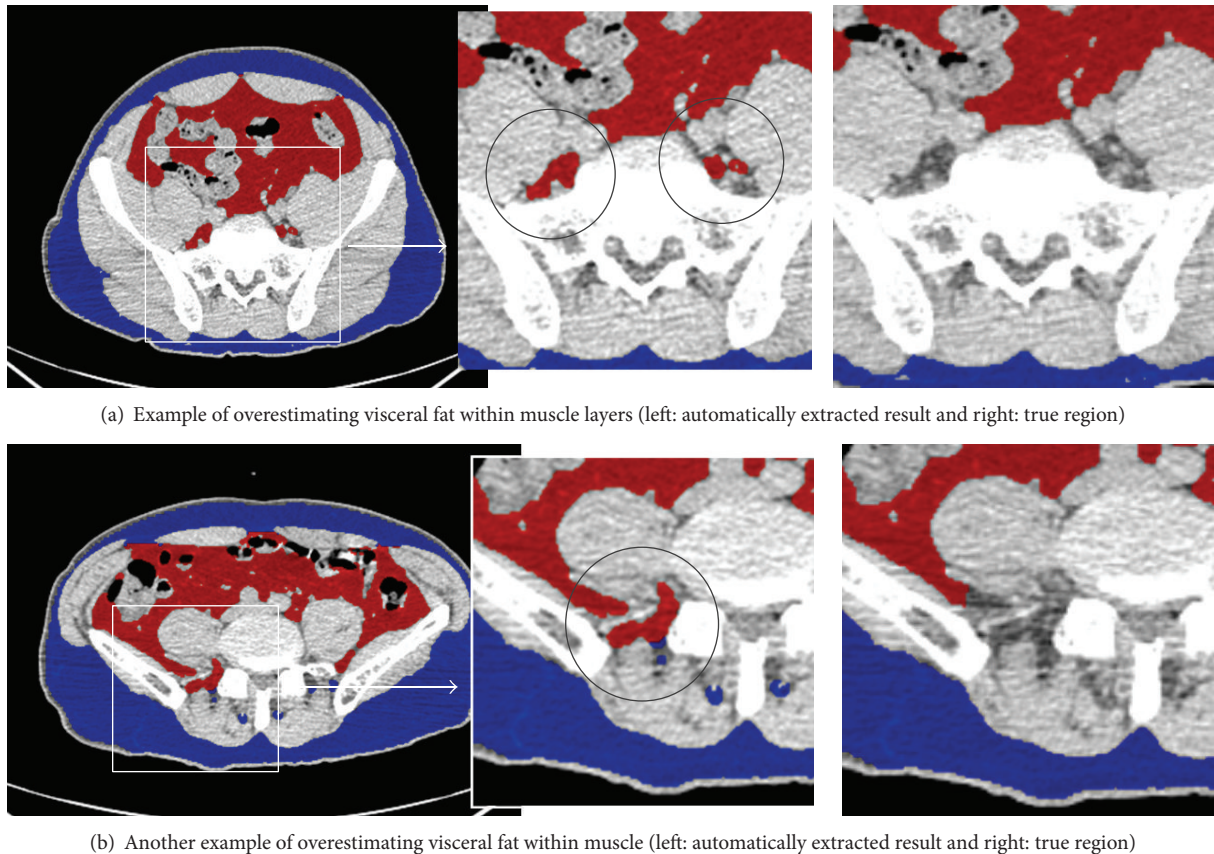 (a) Example of overestimating visceral fat within muscle layers (left: automatically extracted result and right: true region)
(b) Another example of overestimating visceral fat within muscle (left: automatically extracted result and right: true region)